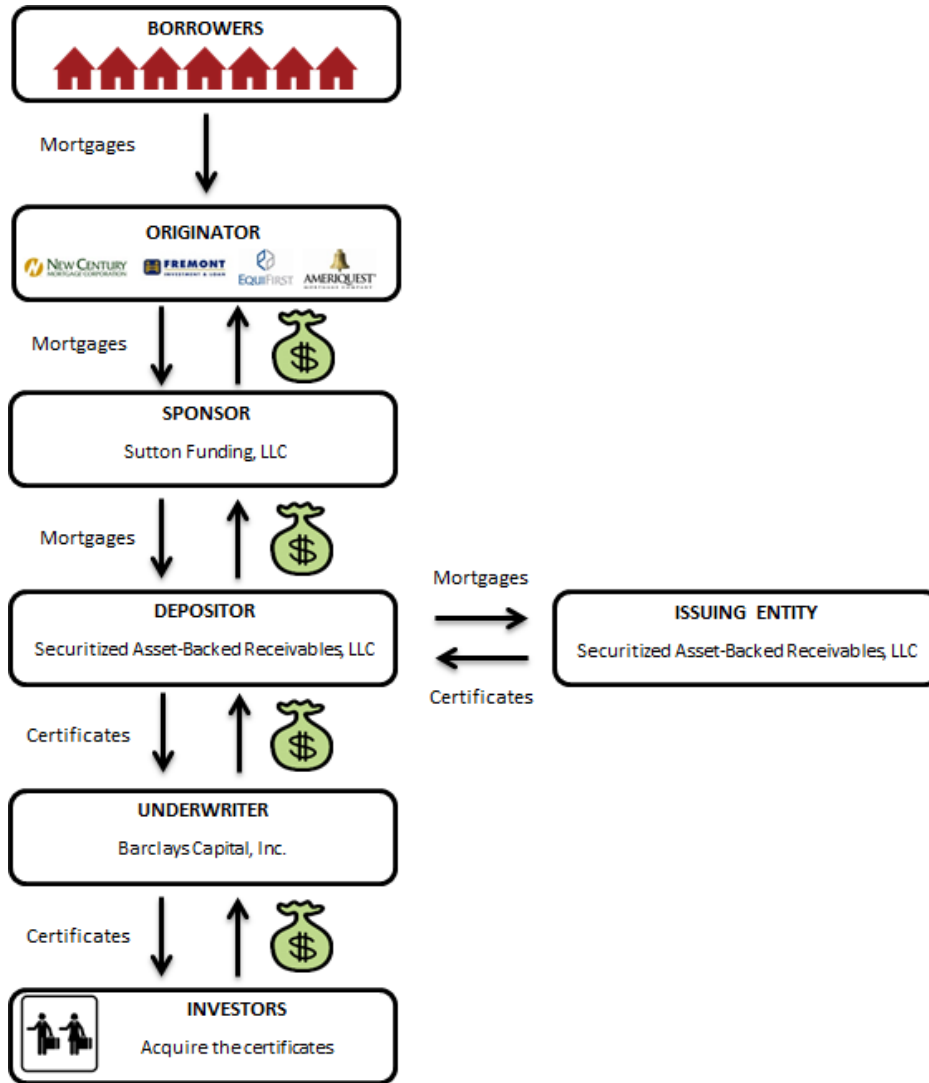 BORROWERS
Mortgages
ORIGINATOR
NEW CENTURY
MORTGAGE CORPORATION
FREMONT
INVESTMENT & LOAN
EQUIFIRST
AMERIQUEST
MORTGAGE COMPANY
Mortgages
$
SPONSOR
Sutton Funding, LLC
Mortgages
$
Mortgages
DEPOSITOR
Securitized Asset-Backed Receivables, LLC
ISSUING ENTITY
Securitized Asset-Backed Receivables, LLC
Certificates
Certificates
$
UNDERWRITER
Barclays Capital, Inc.
Certificates
$
INVESTORS
Acquire the certificates